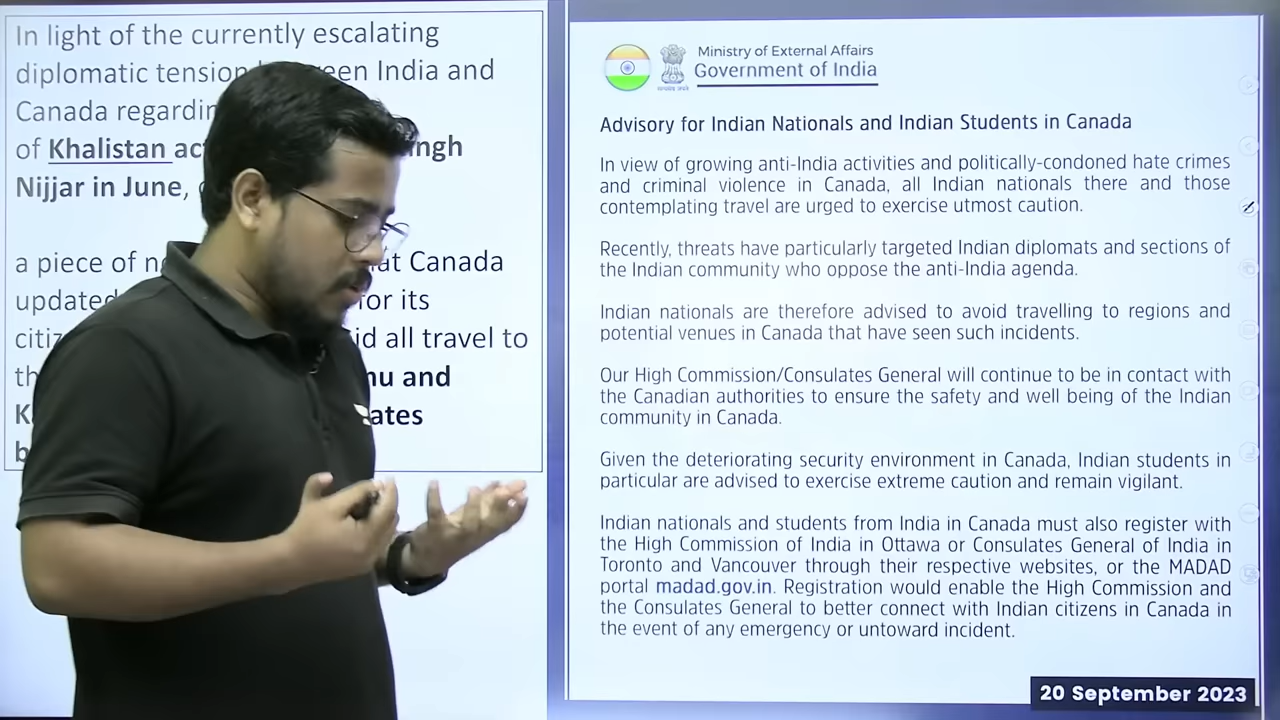 In light of the currently escalating
diplomatic tension India and
Canada
of Khalistan
Nijjar in June,
a piece of Canada
updated its
all travel to
and
Ministry of External Affairs
Government of India
Advisory for Indian Nationals and Indian Students in Canada
In view of growing anti-India activities and politically-condoned hate crimes
and criminal violence in Canada, all Indian nationals there and those
contemplating travel are urged to exercise utmost caution.
Recently, threats have particularly targeted Indian diplomats and sections of
the Indian community who oppose the anti-India agenda.
Indian nationals are therefore advised to avoid travelling to regions and
potential venues in Canada that have seen such incidents.
Our High Commission/Consulates General will continue to be in contact with
the Canadian authorities to ensure the safety and well being of the Indian
community in Canada.
Given the deteriorating security environment in Canada, Indian students in
particular are advised to exercise extreme caution and remain vigilant.
Indian nationals and students from India in Canada must also register with
the High Commission of India in Ottawa or Consulates General of India in
Toronto and Vancouver through their respective websites, or the MADAD
portal madad.gov.in. Registration would enable the High Commission and
the Consulates General to better connect with Indian citizens in Canada in
the event of any emergency or untoward incident.
20 September 2023